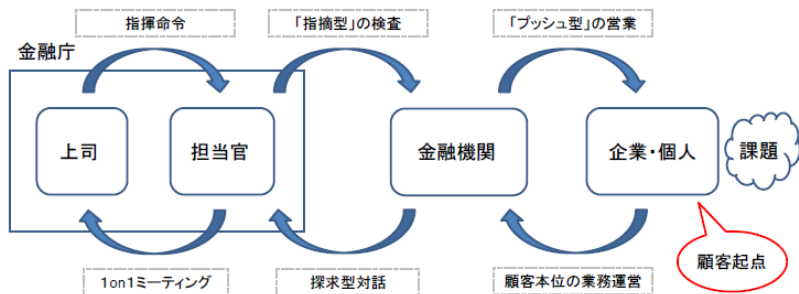 指揮命令
「指摘型」の検査
「プッシュ型」の営業
金融庁
上司
担当官
金融機関
企業・個人
課題
1on1ミーティング
探求型対話
顧客本位の業務運営
顧客起点